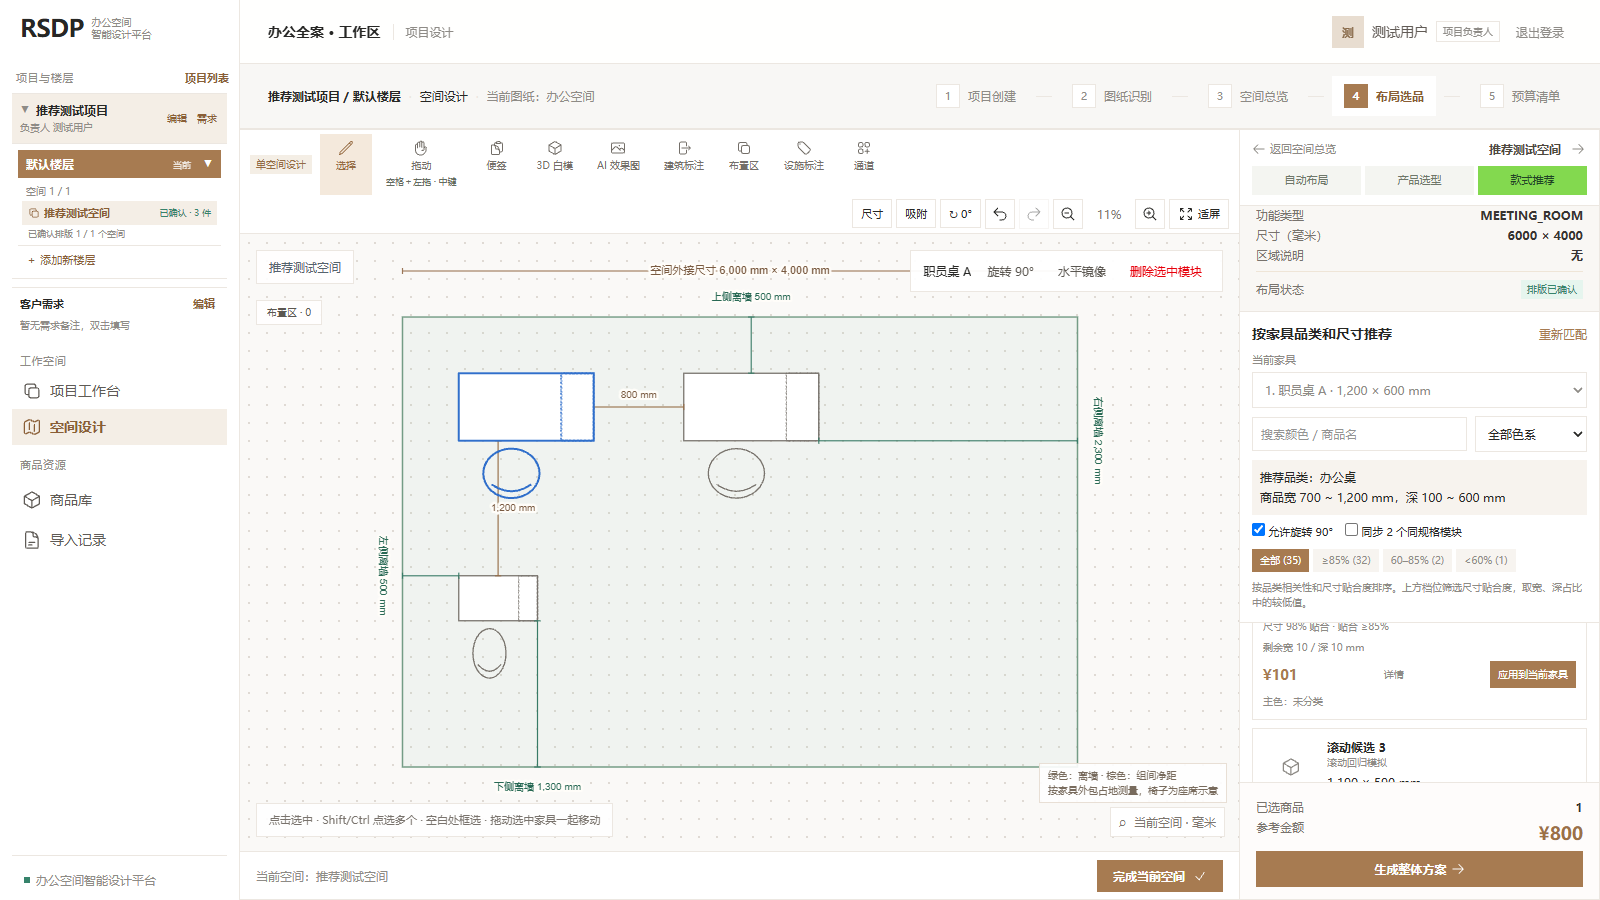 RSDP 办公空间
智能设计平台
项目与楼层 项目列表
推荐测试项目 编辑 需求
负责人 测试用户
默认楼层 当前
空间 1 / 1
推荐测试空间 已确认 · 3 件
已确认排版 1 / 1 个空间
+ 添加新楼层
客户需求 编辑
暂无需求备注，双击填写
工作空间
项目工作台
空间设计
商品资源
商品库
导入记录
办公空间智能设计平台
办公全案 • 工作区 项目设计
测 测试用户 项目负责人 退出登录
推荐测试项目 / 默认楼层 空间设计 当前图纸：办公空间
1 项目创建 2 图纸识别 3 空间总览 4 布局选品 5 预算清单
单空间设计 选择 拖动 便签 3D 白模 AI 效果图 建筑标注 布置区 设施标注 通道
空格 + 左拖 · 中键
尺寸 吸附 ↻ 0° 11% 适屏
推荐测试空间
布置区 · 0
空间外接尺寸 6,000 mm × 4,000 mm
职员桌 A 旋转 90° 水平镜像 删除选中模块
上侧离墙 500 mm
800 mm
右侧离墙 2,300 mm
1,200 mm
左侧离墙 500 mm
下侧离墙 1,300 mm
绿色：离墙 · 棕色：组间净距
按家具外包占地测量，椅子为座席示意
点击选中 · Shift/Ctrl 点选多个 · 空白处框选 · 拖动选中家具一起移动
当前空间 · 毫米
当前空间：推荐测试空间 完成当前空间 ✓
← 返回空间总览 推荐测试空间 →
自动布局 产品选型 款式推荐
功能类型 MEETING_ROOM
尺寸（毫米） 6000 × 4000
区域说明 无
布局状态 排版已确认
按家具品类和尺寸推荐 重新匹配
当前家具
1. 职员桌 A · 1,200 × 600 mm
搜索颜色 / 商品名 全部色系
推荐品类：办公桌
商品宽 700 ~ 1,200 mm，深 100 ~ 600 mm
允许旋转 90° 同步 2 个同规格模块
全部 (35) ≥85% (32) 60–85% (2) <60% (1)
按品类相关性和尺寸贴合度排序。上方档位筛选尺寸贴合度，取宽、深占比
中的较低值。
尺寸 98% 贴合 · 贴合 ≥85%
剩余宽 10 / 深 10 mm
¥101 详情 应用到当前家具
主色：未分类
滚动候选 3
滚动回归模拟
1,190 × 590 mm
已选商品 1
参考金额 ¥800
生成整体方案 →